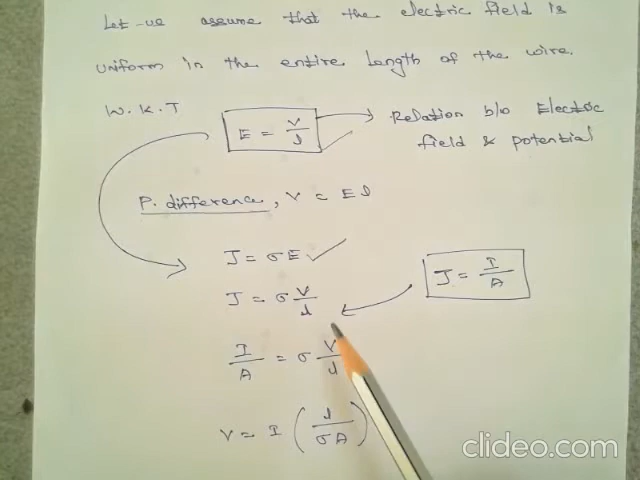 Let us assume that the electric field is
uniform in the entire length of the wire.
W.K.T
E = V/l
Relation b/o Electric
field & potential
P. difference, V = El
J = σE
J = σ V/l
J = I/A
I/A = σ V/l
V = I (l/σA)
clideo.com